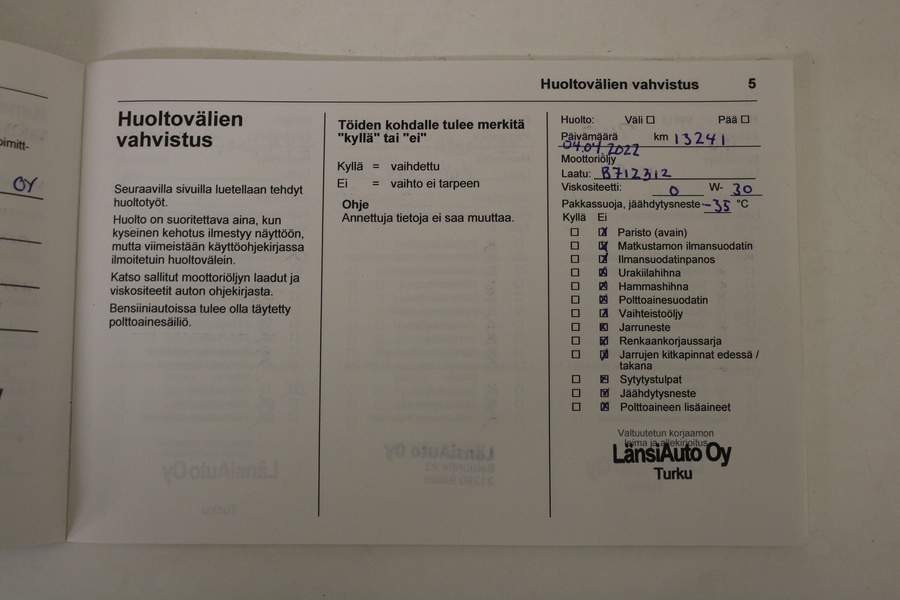 oimitt-
OY
Huoltovälien vahvistus 5
Huoltovälien
vahvistus
Seuraavilla sivuilla luetellaan tehdyt
huoltotyöt.
Huolto on suoritettava aina, kun
kyseinen kehotus ilmestyy näyttöön,
mutta viimeistään käyttöohjekirjassa
ilmoitetuin huoltovälein.
Katso sallitut moottoriöljyn laadut ja
viskositeetit auton ohjekirjasta.
Bensiiniautoissa tulee olla täytetty
polttoainesäiliö.
Töiden kohdalle tulee merkitä
"kyllä" tai "ei"
Kyllä = vaihdettu
Ei = vaihto ei tarpeen
Ohje
Annettuja tietoja ei saa muuttaa.
Huolto: Väli Pää
Päivämäärä km 13241
04.04.2022
Moottoriöljy
Laatu: B712312
Viskositeetti: 0 W- 30
Pakkassuoja, jäähdytysneste -35 °C
Kyllä Ei
Paristo (avain)
Matkustamon ilmansuodatin
Ilmansuodatinpanos
Urakiilahihna
Hammashihna
Polttoainesuodatin
Vaihteistoöljy
Jarruneste
Renkaankorjaussarja
Jarrujen kitkapinnat edessä /
takana
Sytytystulpat
Jäähdytysneste
Polttoaineen lisäaineet
Valtuutetun korjaamon
leima ja allekirjoitus
LänsiAuto Oy
Turku